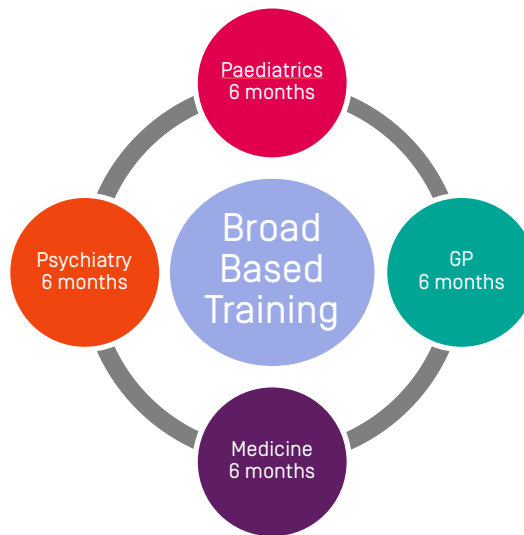 Paediatrics
6 months
Psychiatry
6 months
Broad
Based
Training
GP
6 months
Medicine
6 months